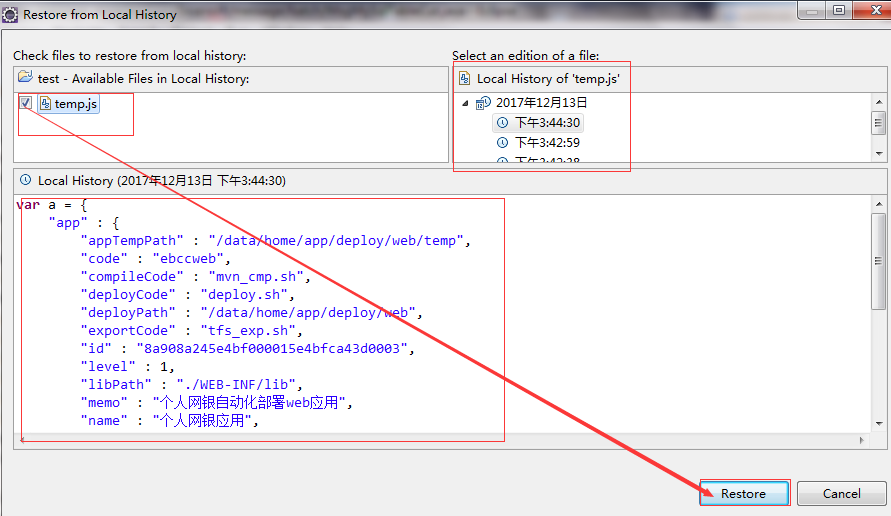 Restore from Local History
Check files to restore from local history:
Select an edition of a file:
test - Available Files in Local History:
temp.js
Local History of 'temp.js'
2017年12月13日
下午3:44:30
下午3:42:59
下午3:42:38
Local History (2017年12月13日 下午3:44:30)
var a = {
"app" : {
"appTempPath" : "/data/home/app/deploy/web/temp",
"code" : "ebccweb",
"compileCode" : "mvn_cmp.sh",
"deployCode" : "deploy.sh",
"deployPath" : "/data/home/app/deploy/web",
"exportCode" : "tfs_exp.sh",
"id" : "8a908a245e4bf000015e4bfca43d0003",
"level" : 1,
"libPath" : "./WEB-INF/lib",
"memo" : "个人网银自动化部署web应用",
"name" : "个人网银应用",
Restore
Cancel